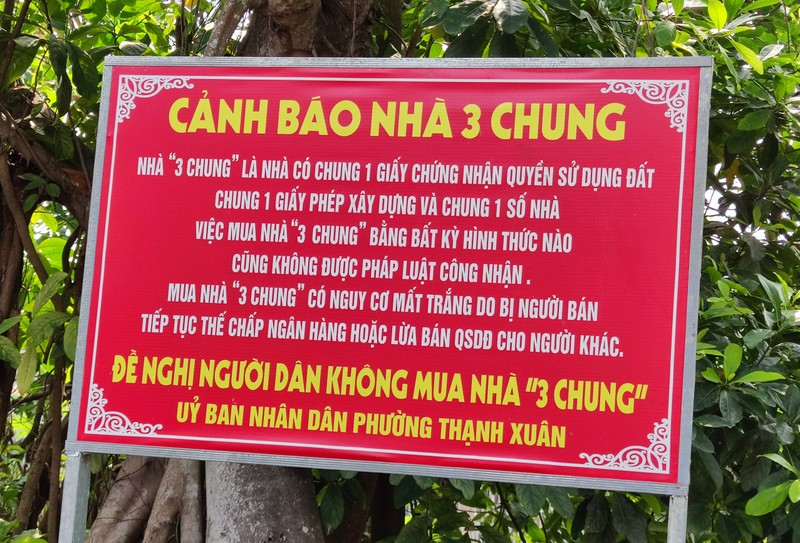 CẢNH BÁO NHÀ 3 CHUNG
NHÀ "3 CHUNG" LÀ NHÀ CÓ CHUNG 1 GIẤY CHỨNG NHẬN QUYỀN SỬ DỤNG ĐẤT
CHUNG 1 GIẤY PHÉP XÂY DỰNG VÀ CHUNG 1 SỐ NHÀ
VIỆC MUA NHÀ "3 CHUNG" BẰNG BẤT KỲ HÌNH THỨC NÀO
CŨNG KHÔNG ĐƯỢC PHÁP LUẬT CÔNG NHẬN .
MUA NHÀ "3 CHUNG" CÓ NGUY CƠ MẤT TRẮNG DO BỊ NGƯỜI BÁN
TIẾP TỤC THẾ CHẤP NGÂN HÀNG HOẶC LỪA BÁN QSDĐ CHO NGƯỜI KHÁC.
ĐỀ NGHỊ NGƯỜI DÂN KHÔNG MUA NHÀ "3 CHUNG"
UỶ BAN NHÂN DÂN PHƯỜNG THẠNH XUÂN